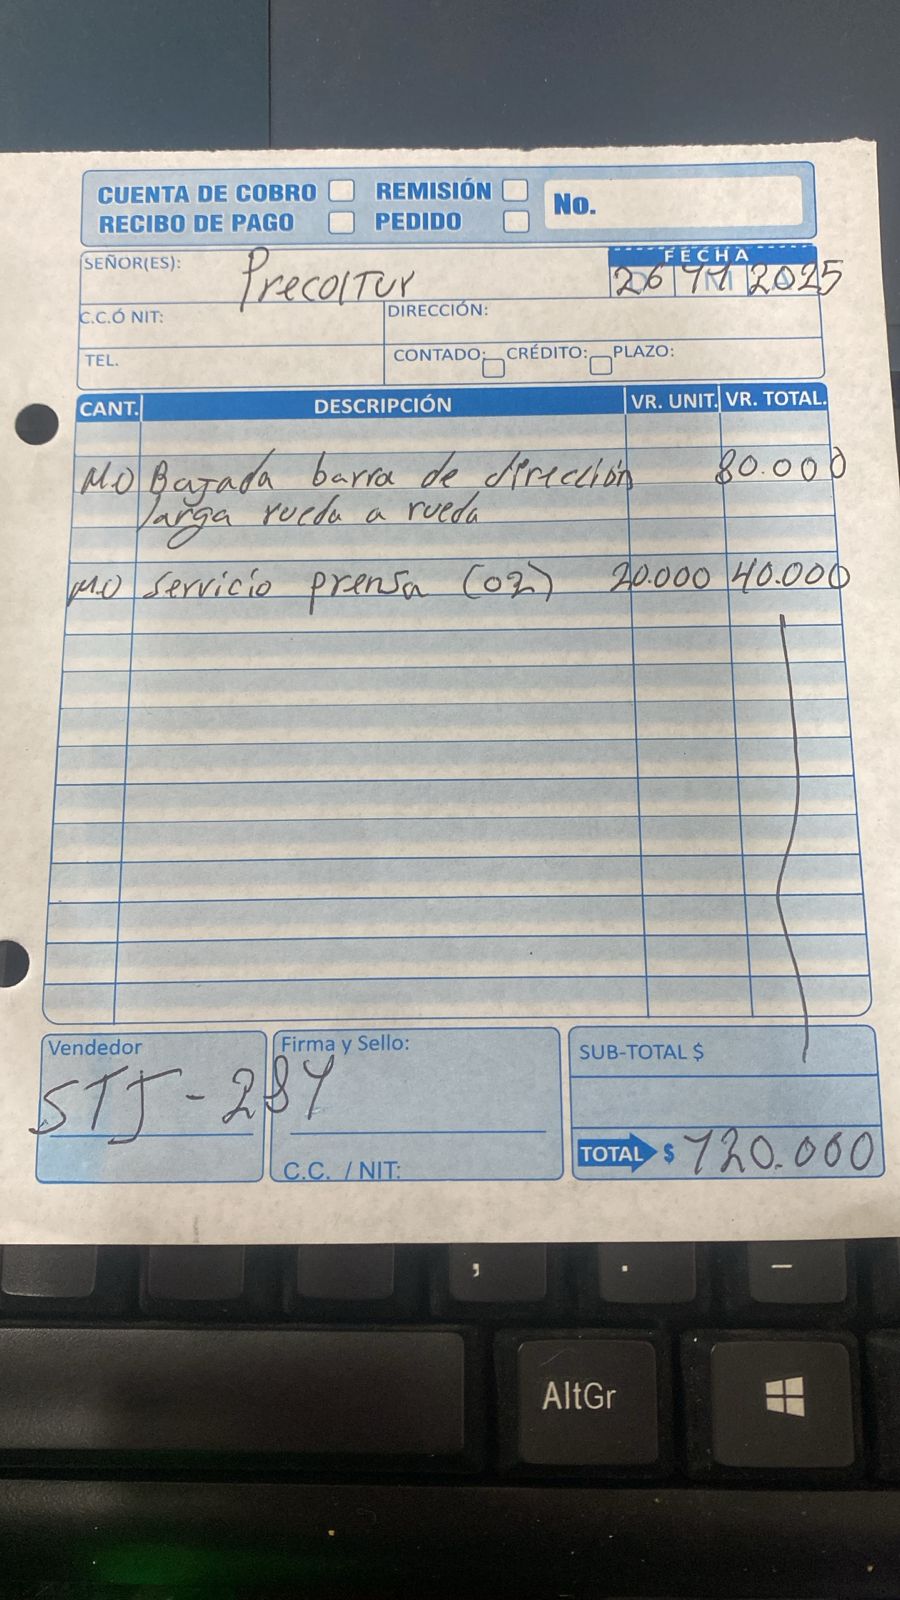 CUENTA DE COBRO REMISIÓN No.
RECIBO DE PAGO PEDIDO
SEÑOR(ES): Precoltur FECHA
26 11 2025
C.C.Ó NIT: DIRECCIÓN:
TEL. CONTADO: CRÉDITO: PLAZO:
CANT. DESCRIPCIÓN VR. UNIT. VR. TOTAL.
M.O Bajada barra de dirección 80.000
larga rueda a rueda
M.O Servicio prensa (02) 20.000 40.000
Vendedor Firma y Sello: SUB-TOTAL $
STJ-284
TOTAL $ 120.000
C.C. / NIT:
;
,
.
_
AltGr